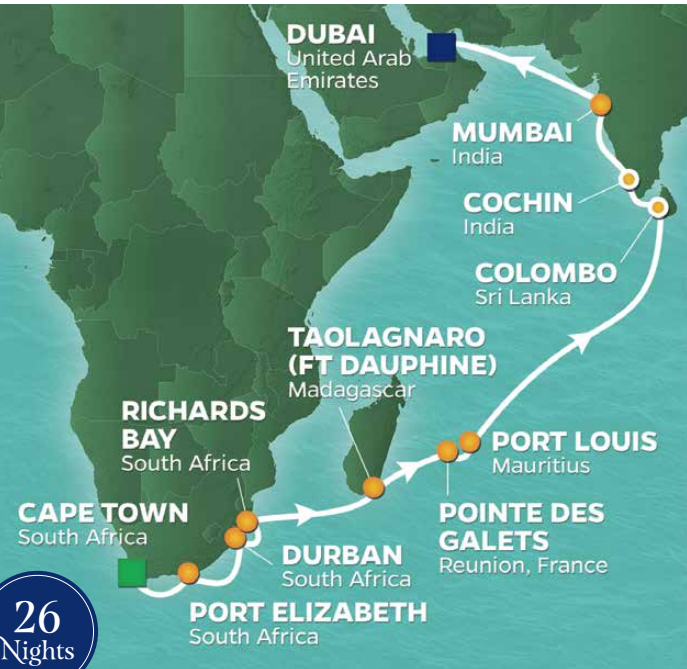 DUBAI
United Arab
Emirates
MUMBAI
India
COCHIN
India
COLOMBO
Sri Lanka
TAOLAGNARO
(FT DAUPHINE)
Madagascar
RICHARDS
BAY
South Africa
PORT LOUIS
Mauritius
CAPE TOWN
South Africa
POINTE DES
GALETS
Reunion, France
DURBAN
South Africa
PORT ELIZABETH
South Africa
26
Nights